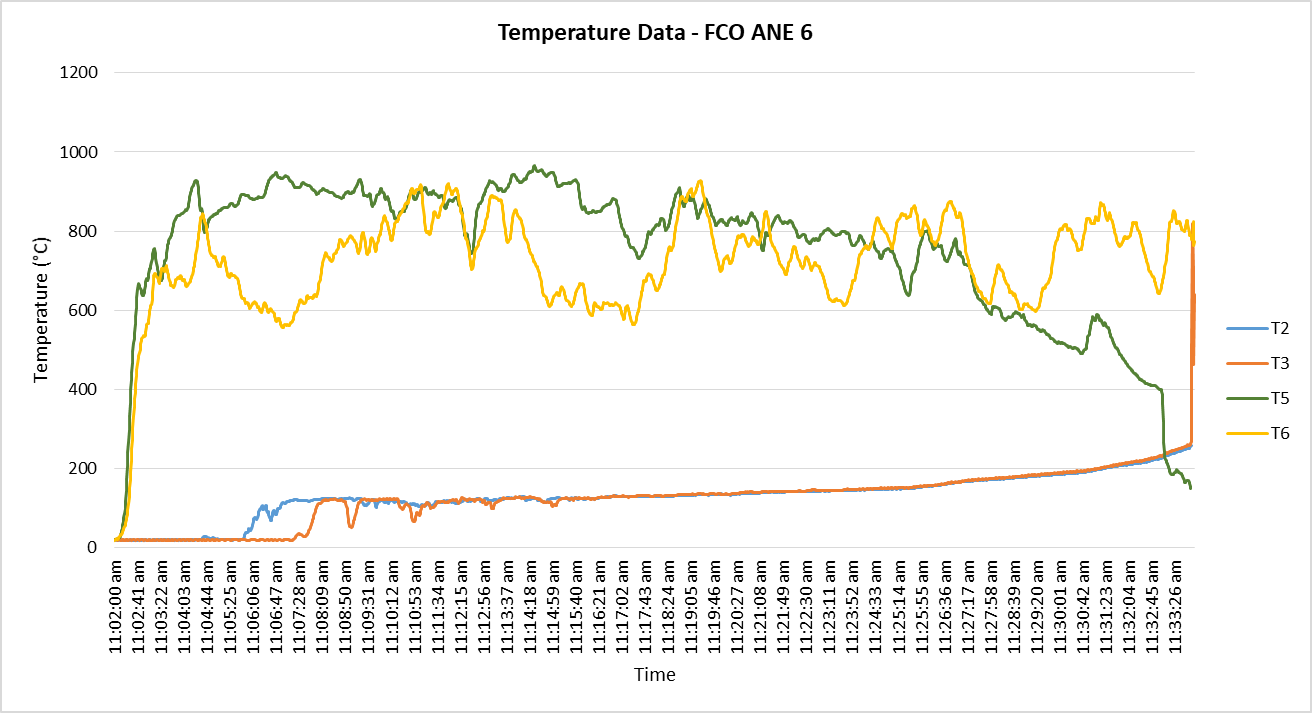 Temperature Data - FCO ANE 6
1200
1000
800
600
400
200
0
Temperature (°C)
11:02:00 am
11:02:41 am
11:03:22 am
11:04:03 am
11:04:44 am
11:05:25 am
11:06:06 am
11:06:47 am
11:07:28 am
11:08:09 am
11:08:50 am
11:09:31 am
11:10:12 am
11:10:53 am
11:11:34 am
11:12:15 am
11:12:56 am
11:13:37 am
11:14:18 am
11:14:59 am
11:15:40 am
11:16:21 am
11:17:02 am
11:17:43 am
11:18:24 am
11:19:05 am
11:19:46 am
11:20:27 am
11:21:08 am
11:21:49 am
11:22:30 am
11:23:11 am
11:23:52 am
11:24:33 am
11:25:14 am
11:25:55 am
11:26:36 am
11:27:17 am
11:27:58 am
11:28:39 am
11:29:20 am
11:30:01 am
11:30:42 am
11:31:23 am
11:32:04 am
11:32:45 am
11:33:26 am
Time
T2
T3
T5
T6